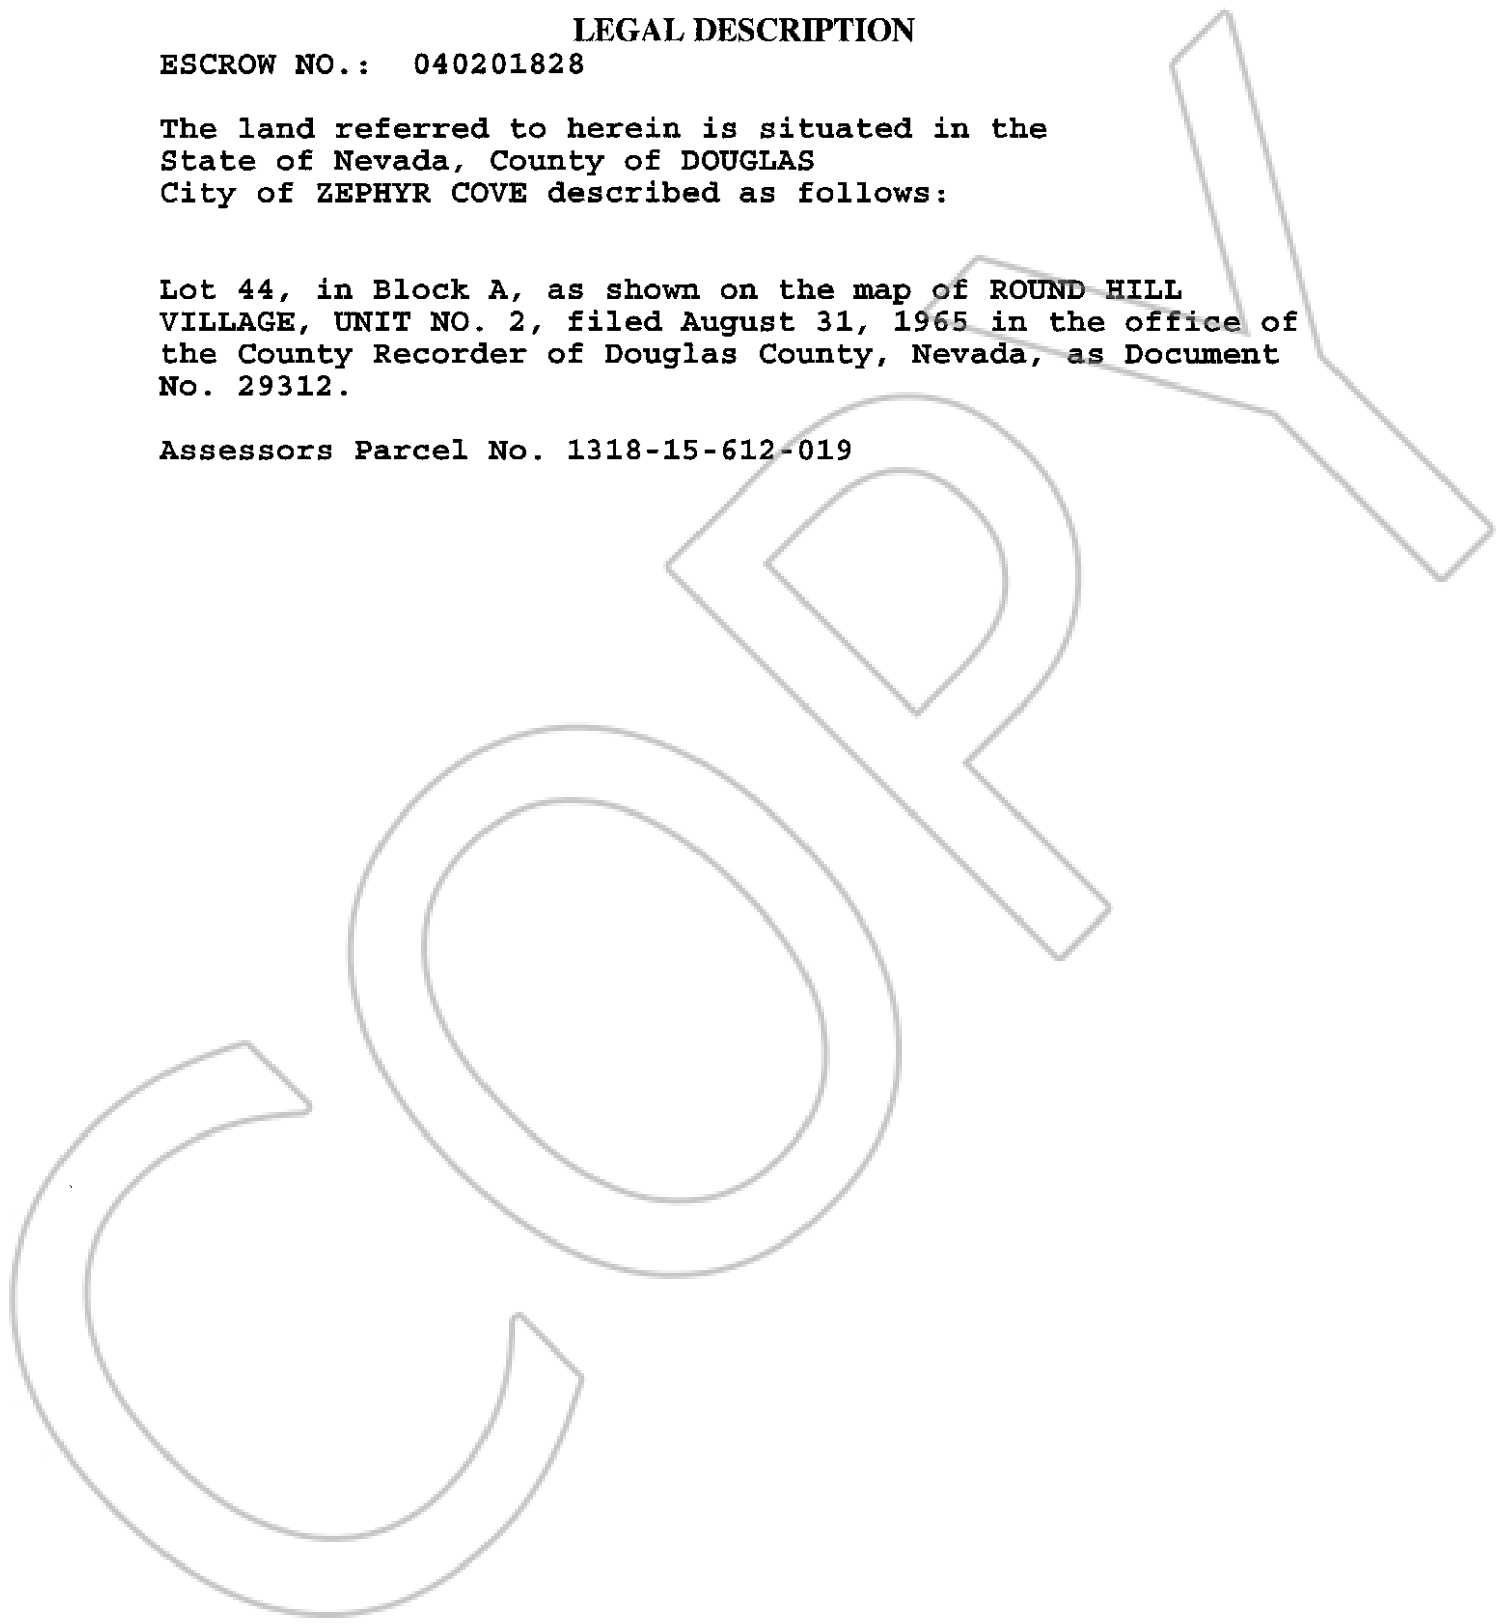 LEGAL DESCRIPTION
ESCROW NO.: 040201828
The land referred to herein is situated in the
State of Nevada, County of DOUGLAS
City of ZEPHYR COVE described as follows:
Lot 44, in Block A, as shown on the map of ROUND HILL
VILLAGE, UNIT NO. 2, filed August 31, 1965 in the office of
the County Recorder of Douglas County, Nevada, as Document
No. 29312.
Assessors Parcel No. 1318-15-612-019
COPY